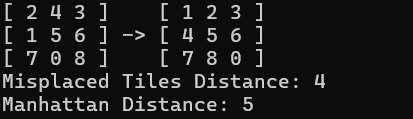 [ 2 4 3 ]    [ 1 2 3 ]
[ 1 5 6 ] -> [ 4 5 6 ]
[ 7 0 8 ]    [ 7 8 0 ]
Misplaced Tiles Distance: 4
Manhattan Distance: 5